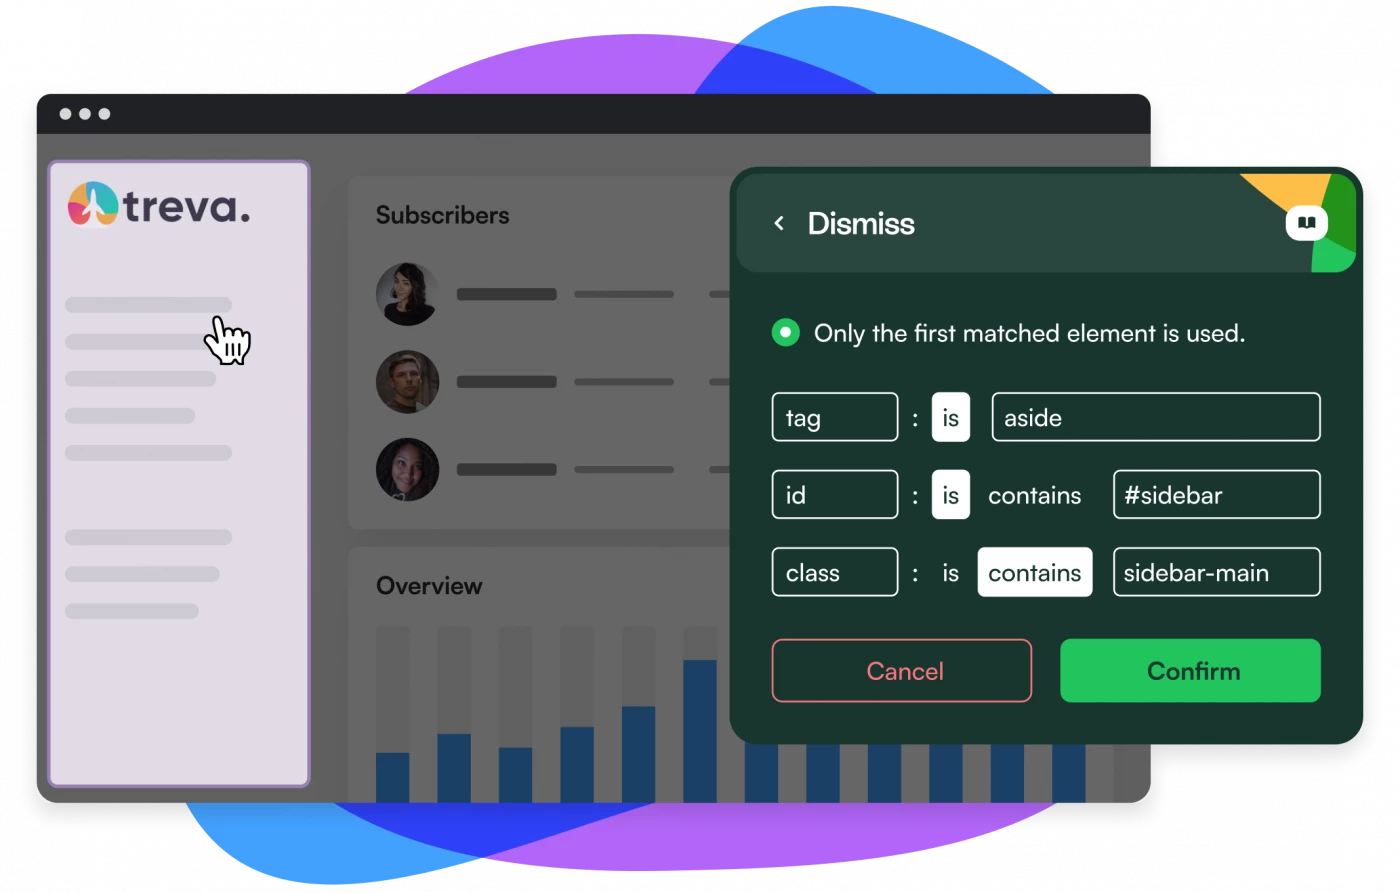 treva.
Subscribers
Overview
Dismiss
Only the first matched element is used.
tag : is aside
id : is contains #sidebar
class : is contains sidebar-main
Cancel Confirm